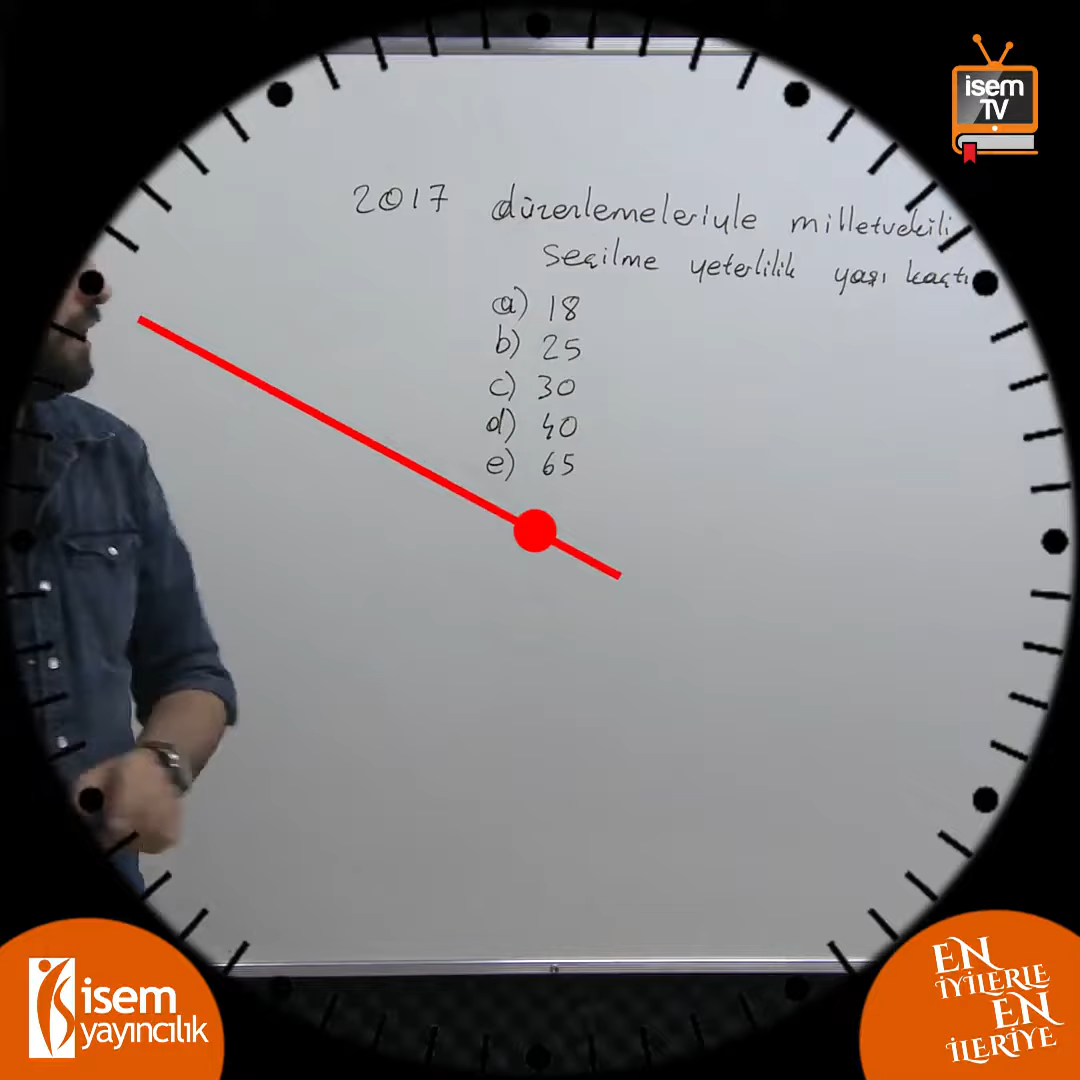 isem
TV
2017 düzenlemeleriyle milletvekili
seçilme yeterlilik yaşı kaçtı
a) 18
b) 25
c) 30
d) 40
e) 65
isem
yayıncılık
EN
İYİLERLE
EN
İLERİYE